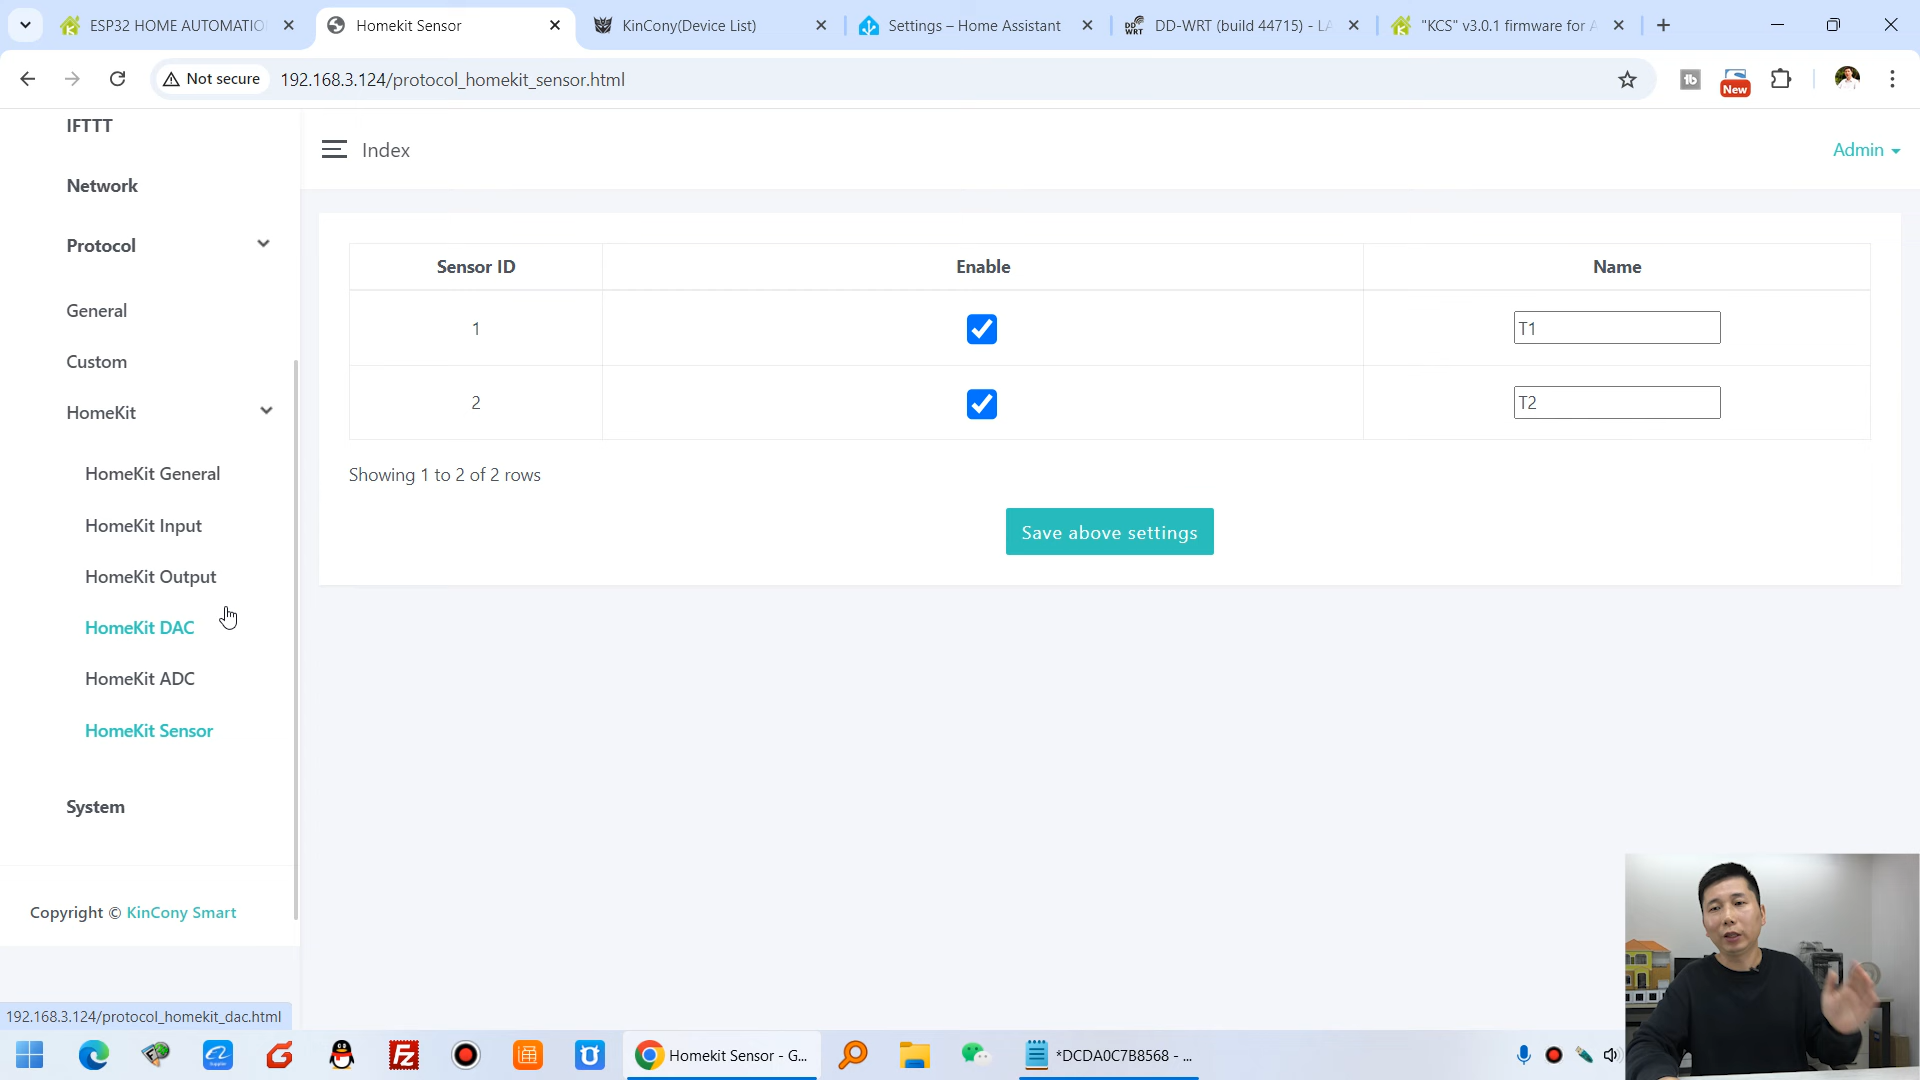 ESP32 HOME AUTOMATIO
Homekit Sensor
KinCony(Device List)
Settings – Home Assistant
DD-WRT (build 44715) - LA
"KCS" v3.0.1 firmware for A
Not secure
192.168.3.124/protocol_homekit_sensor.html
New
IFTTT
Network
Protocol
General
Custom
HomeKit
HomeKit General
HomeKit Input
HomeKit Output
HomeKit DAC
HomeKit ADC
HomeKit Sensor
System
Copyright © KinCony Smart
Index
Admin
Sensor ID Enable Name
1 T1
2 T2
Showing 1 to 2 of 2 rows
Save above settings
192.168.3.124/protocol_homekit_dac.html
Homekit Sensor - G...
*DCDA0C7B8568 - ...